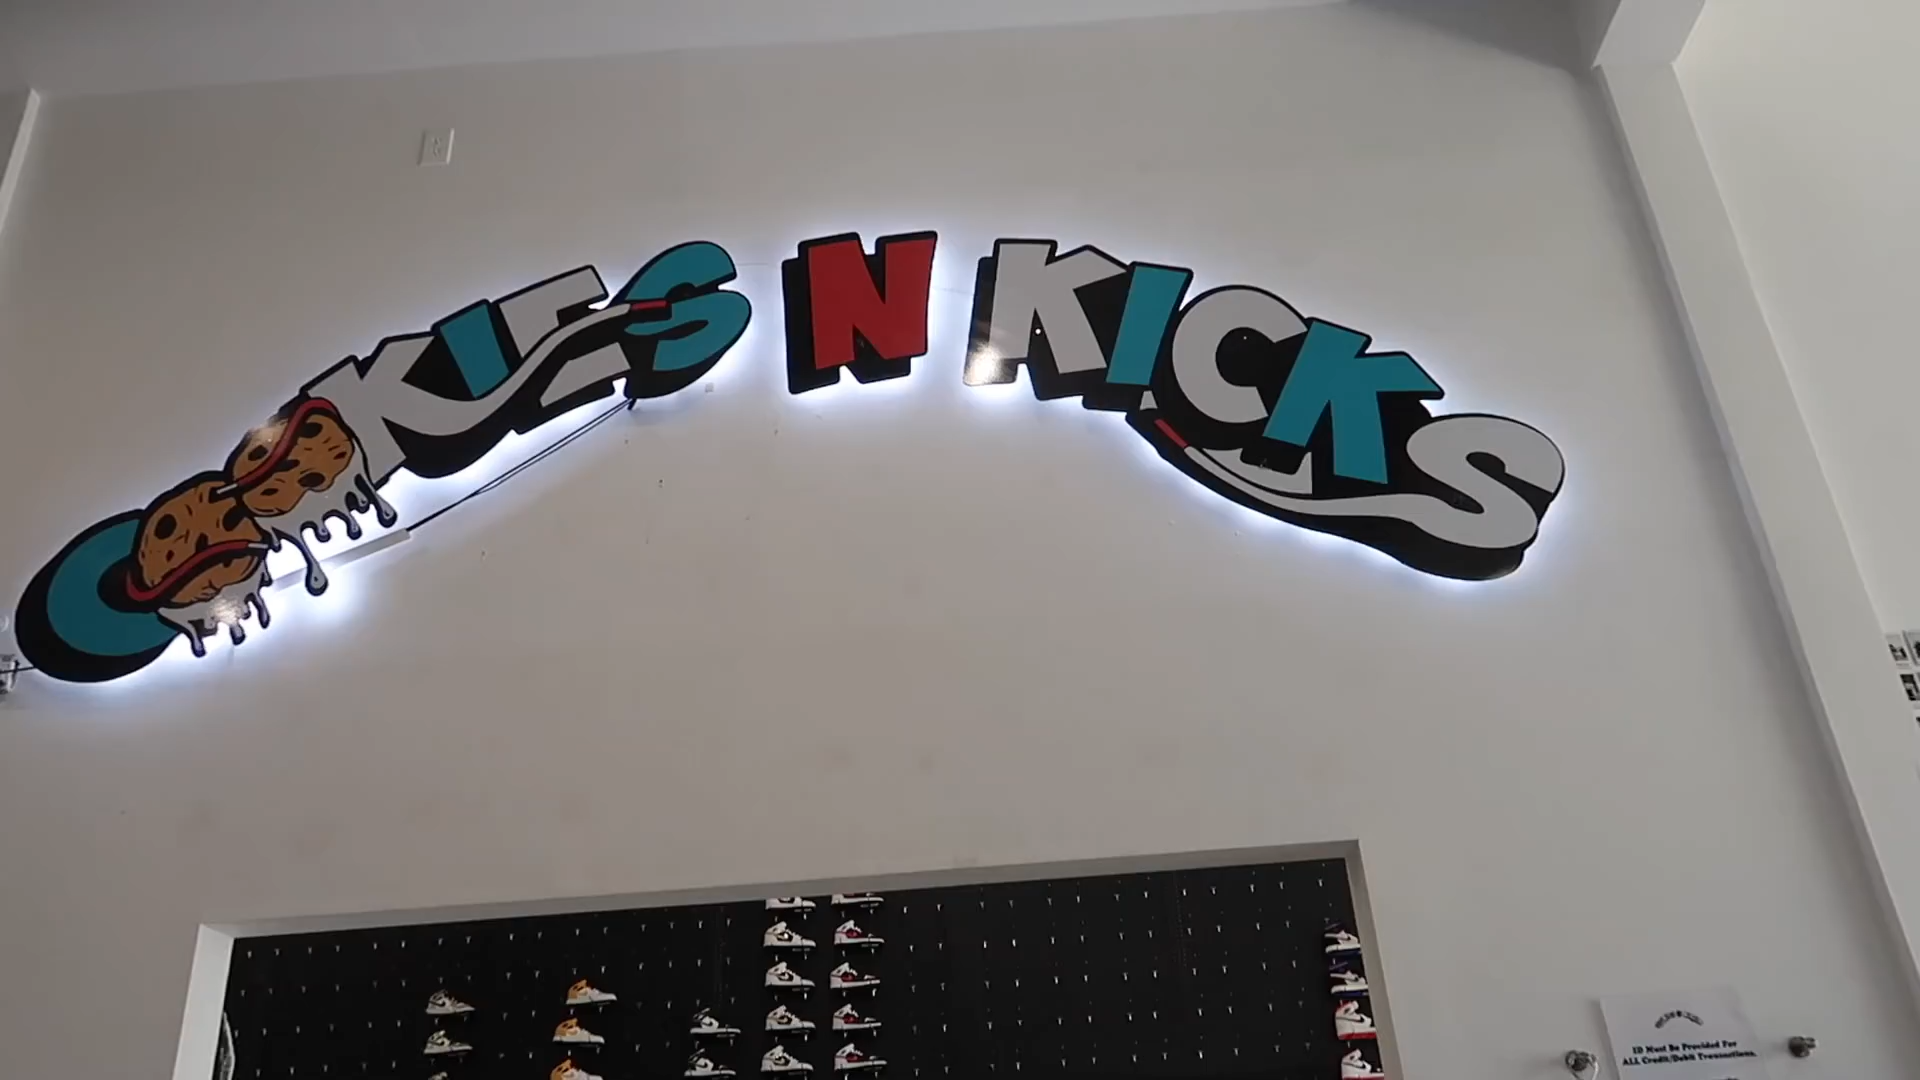 COOKIES N KICKS
ID Must Be Provided For
ALL Credit/Debit Transactions.